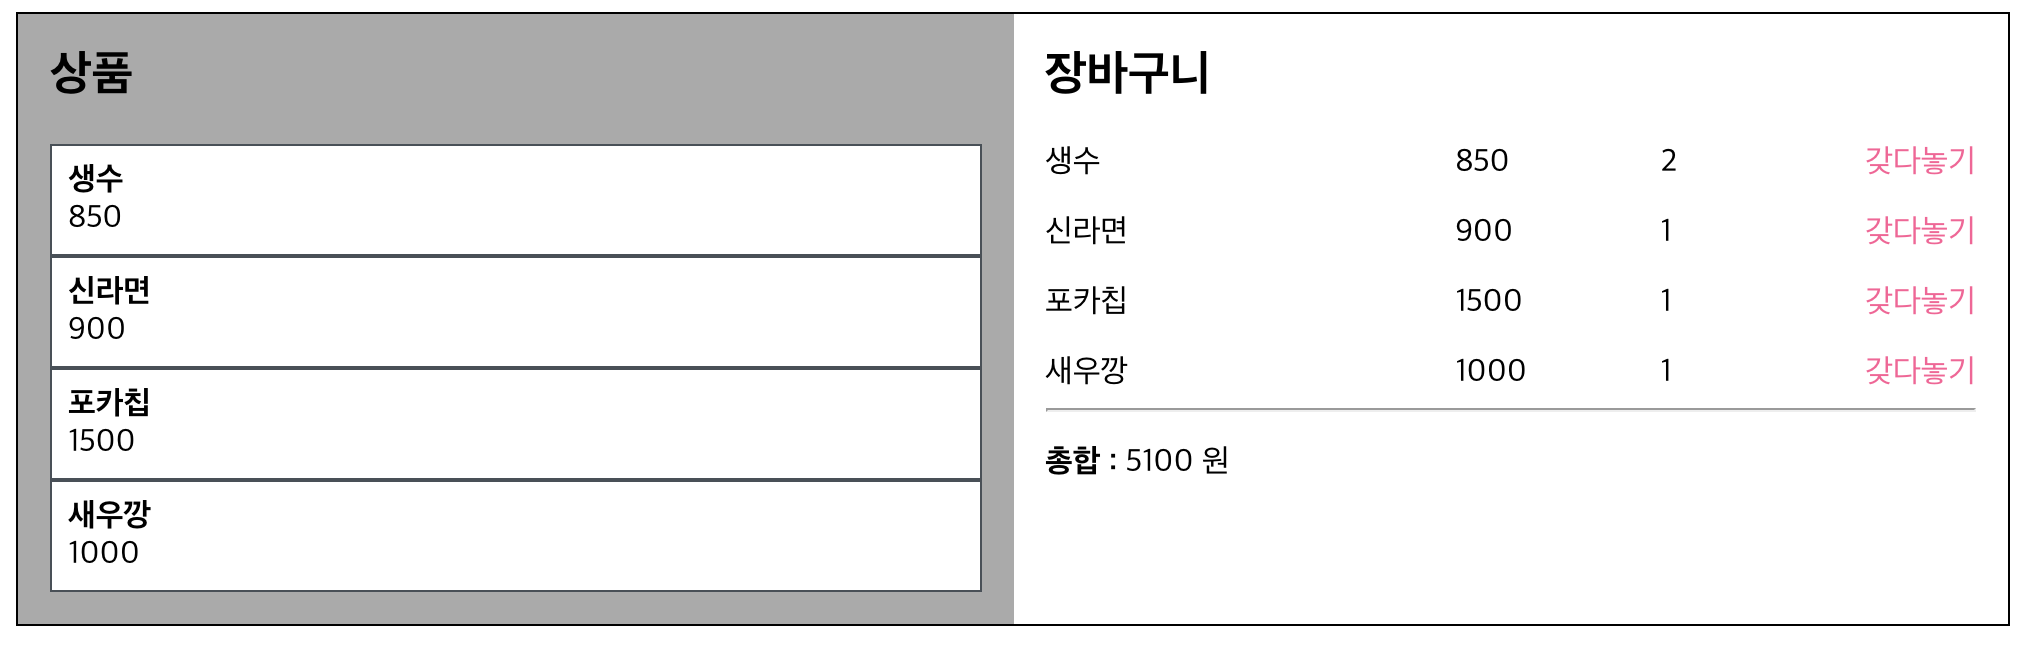 상품
생수
850
신라면
900
포카칩
1500
새우깡
1000
장바구니
생수 850 2 갖다놓기
신라면 900 1 갖다놓기
포카칩 1500 1 갖다놓기
새우깡 1000 1 갖다놓기
총합 : 5100 원